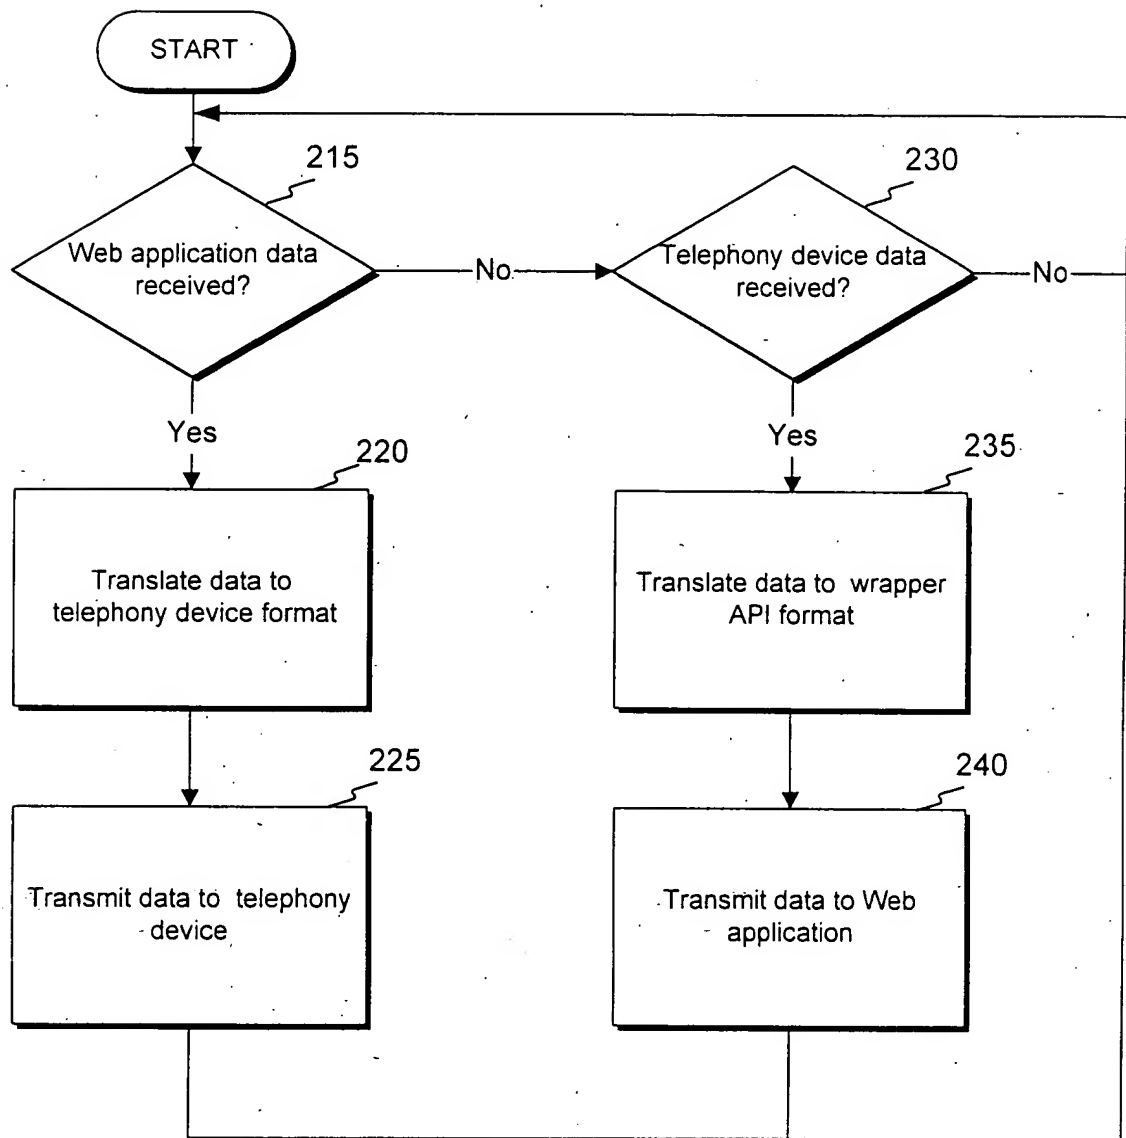 START
215
Web application data
received?
No
230
Telephony device data
received?
No
Yes
220
Translate data to
telephony device format
Yes
235
Translate data to wrapper
API format
225
Transmit data to telephony
device
240
Transmit data to Web
application